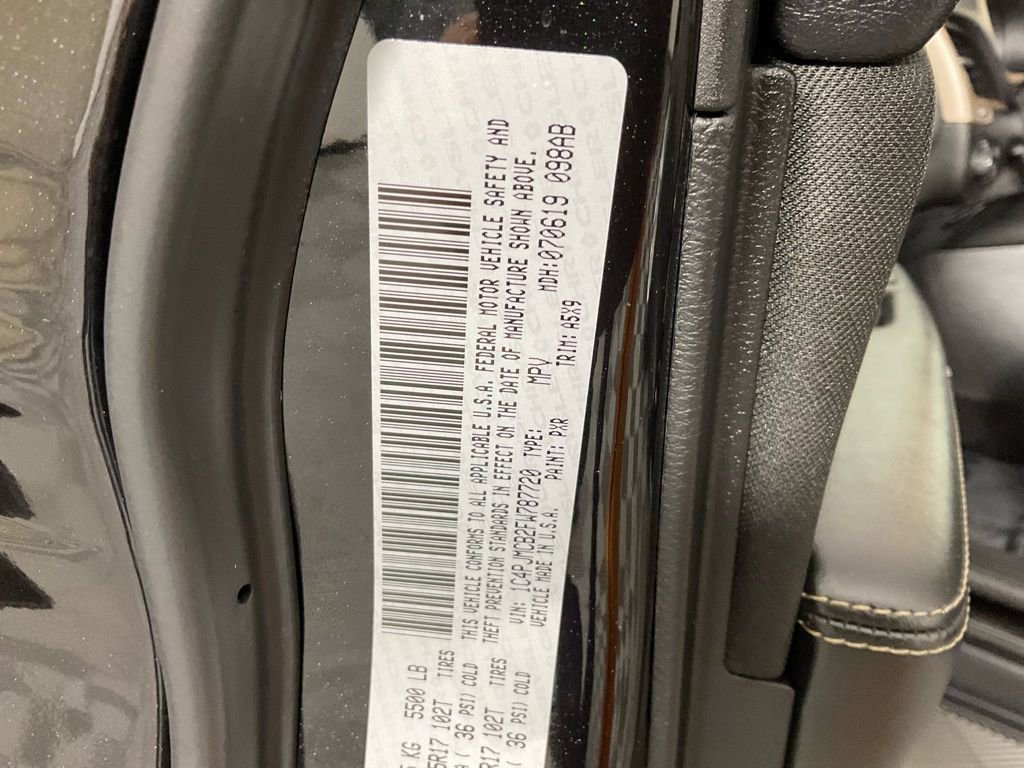 5500 LB
5R17 102T TIRES
( 36 PSI) COLD
R17 102T TIRES
( 36 PSI) COLD
THIS VEHICLE CONFORMS TO ALL APPLICABLE U.S.A. FEDERAL MOTOR VEHICLE SAFETY AND
THEFT PREVENTION STANDARDS IN EFFECT ON THE DATE OF MANUFACTURE SHOWN ABOVE.
VIN: 1C4PJMCB2FW787720 TYPE: MPV MDH:070619 098AB
VEHICLE MADE IN U.S.A. PAINT: PXR TRIM: A5X9